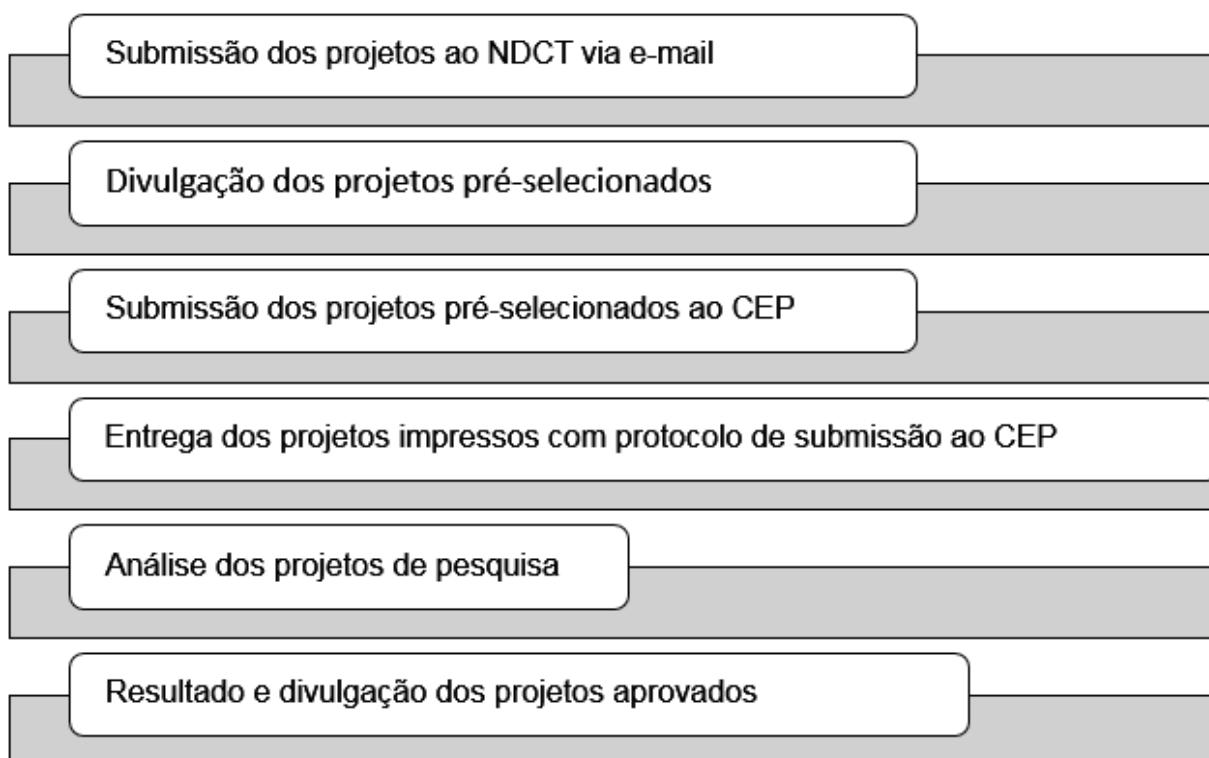 Submissão dos projetos ao NDCT via e-mail
Divulgação dos projetos pré-selecionados
Submissão dos projetos pré-selecionados ao CEP
Entrega dos projetos impressos com protocolo de submissão ao CEP
Análise dos projetos de pesquisa
Resultado e divulgação dos projetos aprovados